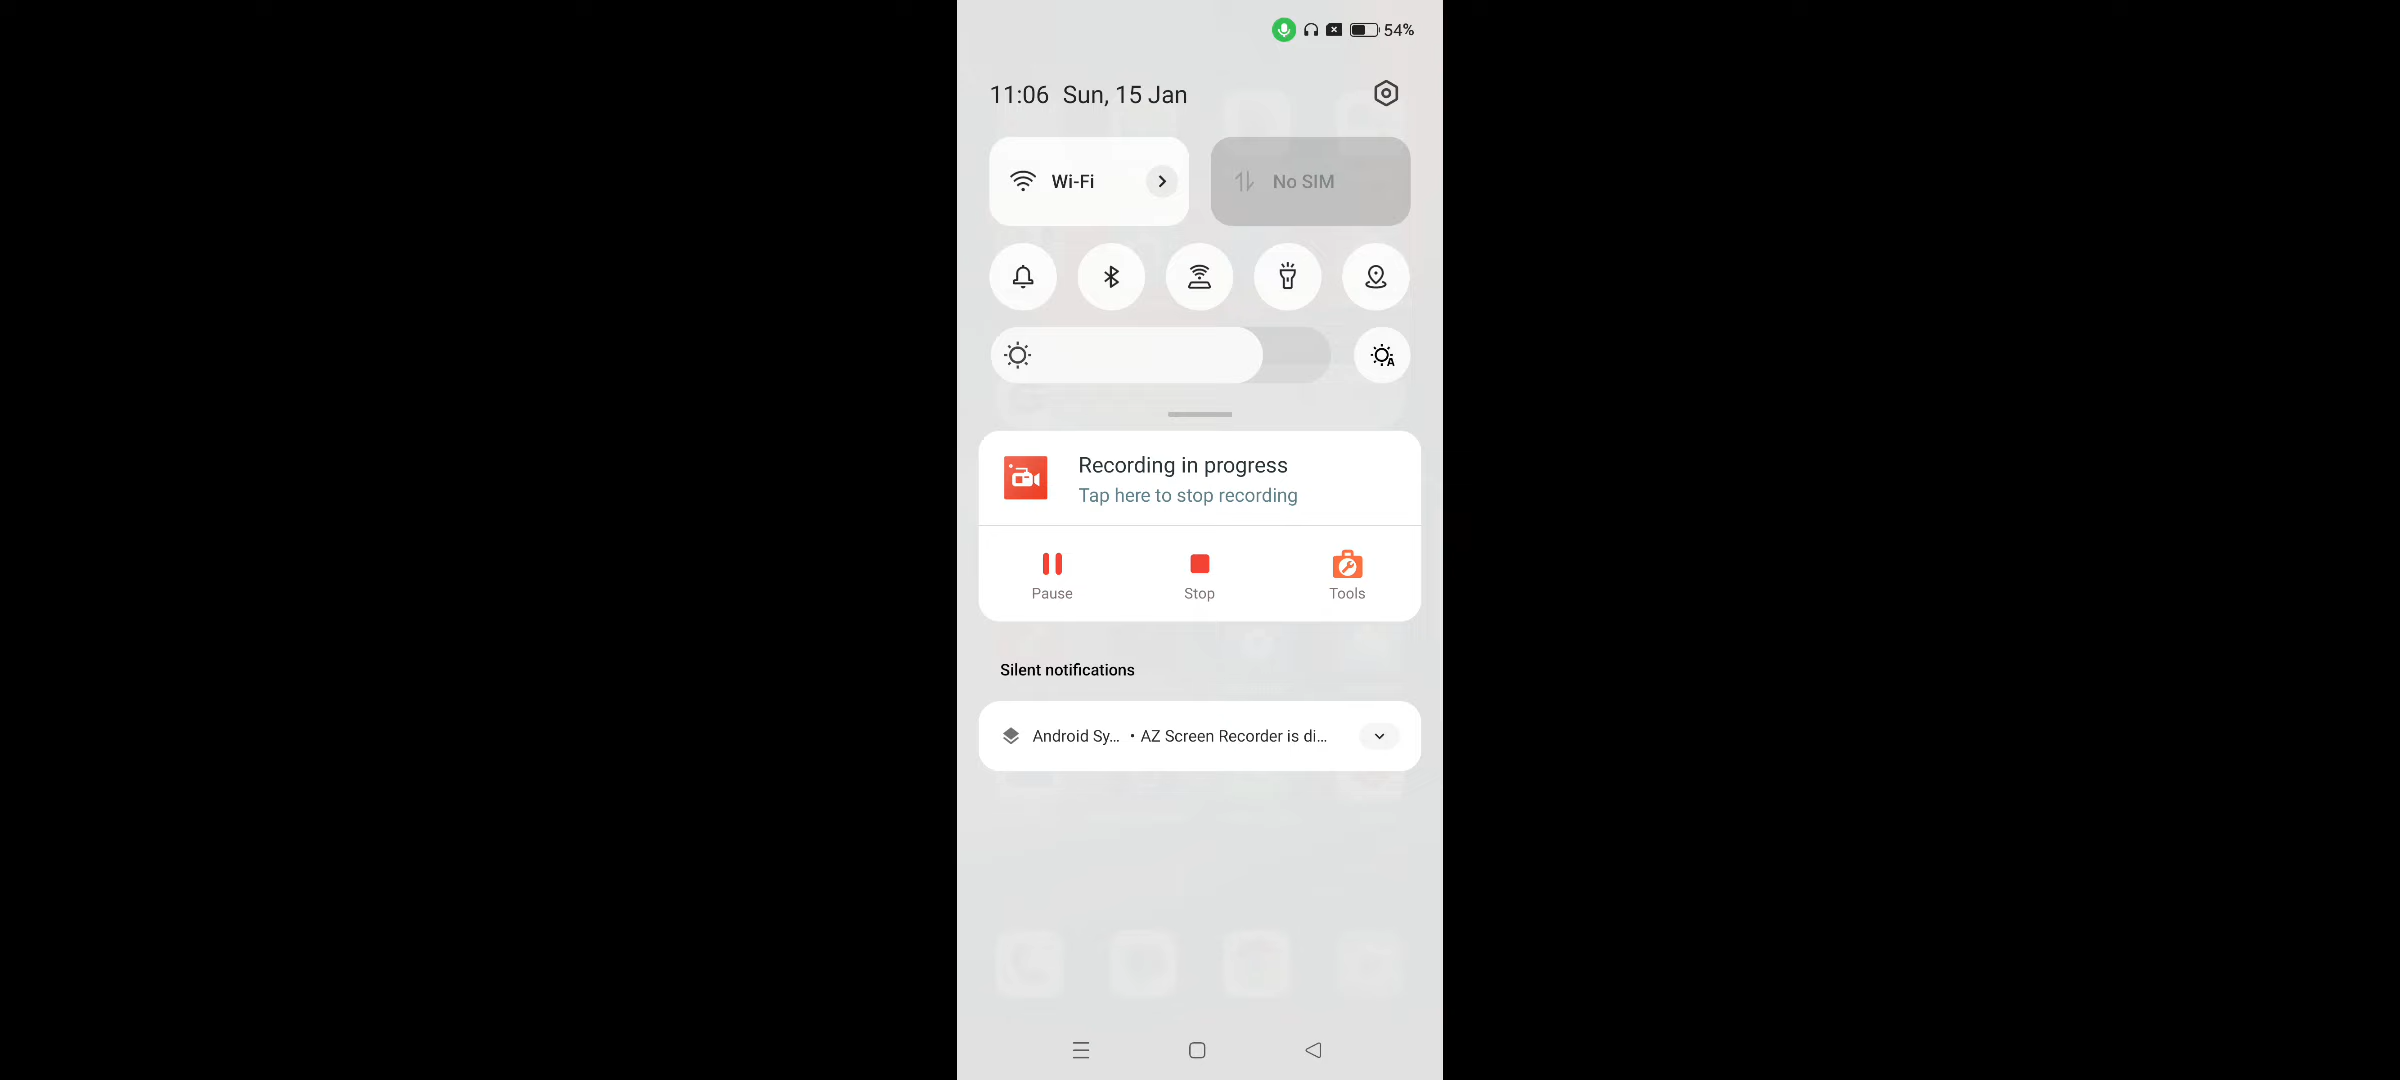 54%
11:06 Sun, 15 Jan
Wi-Fi
No SIM
A
Recording in progress
Tap here to stop recording
Pause
Stop
Tools
Silent notifications
Android Sy... • AZ Screen Recorder is di...